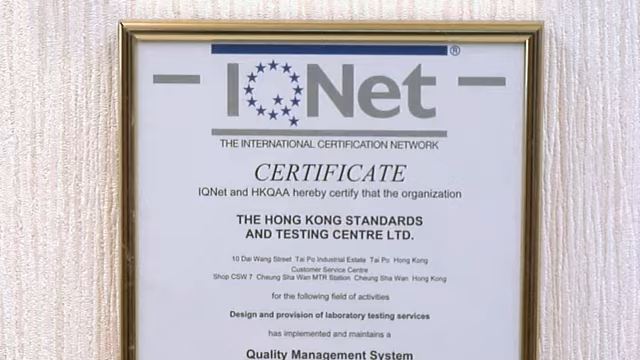 IQNet ®
THE INTERNATIONAL CERTIFICATION NETWORK
CERTIFICATE
IQNet and HKQAA hereby certify that the organization
THE HONG KONG STANDARDS
AND TESTING CENTRE LTD.
10 Dai Wang Street Tai Po Industrial Estate Tai Po Hong Kong
Customer Service Centre
Shop CSW 7 Cheung Sha Wan MTR Station Cheung Sha Wan Hong Kong
for the following field of activities
Design and provision of laboratory testing services
has implemented and maintains a
Quality Management System